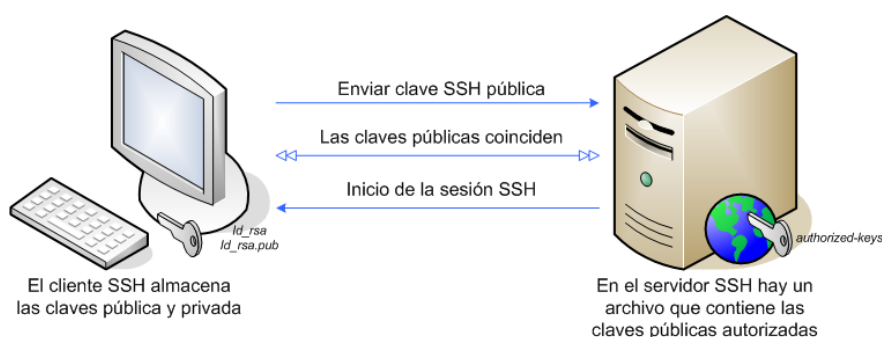 Enviar clave SSH pública
Las claves públicas coinciden
Inicio de la sesión SSH
Id_rsa
Id_rsa.pub
authorized-keys
El cliente SSH almacena
las claves pública y privada
En el servidor SSH hay un
archivo que contiene las
claves públicas autorizadas